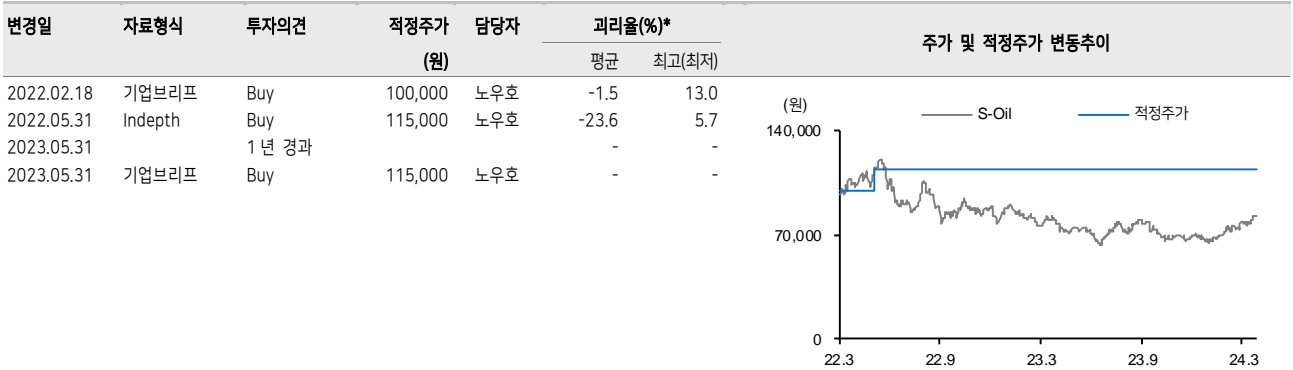 변경일 자료형식 투자의견 적정주가 담당자 괴리율(%)* 주가 및 적정주가 변동추이
(원) 평균 최고(최저)
2022.02.18 기업브리프 Buy 100,000 노우호 -1.5 13.0
2022.05.31 Indepth Buy 115,000 노우호 -23.6 5.7
2023.05.31 1년 경과 - -
2023.05.31 기업브리프 Buy 115,000 노우호 - -
(원) S-Oil 적정주가
140,000
70,000
0
22.3 22.9 23.3 23.9 24.3